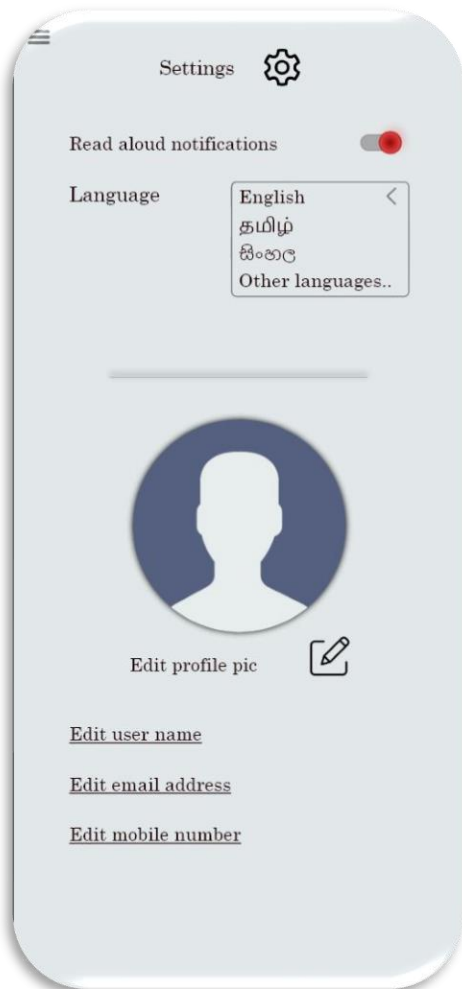 Settings
Read aloud notifications
Language
English
தமிழ்
සිංහල
Other languages..
Edit profile pic
Edit user name
Edit email address
Edit mobile number